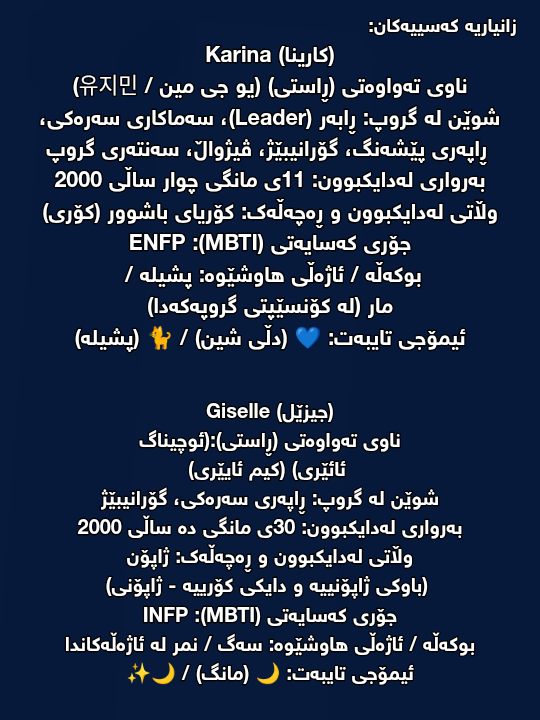 زانیاریە کەسییەکان:
Karina (کارینا)
ناوی تەواوەتی (ڕاستی) (یو جی مین / 유지민)
شوێن لە گروپ: ڕابەر (Leader)، سەماکاری سەرەکی،
ڕاپەری پێشەنگ، گۆرانیبێژ، ڤیژواڵ، سەنتەری گروپ
بەرواری لەدایکبوون: 11ی مانگی چوار ساڵی 2000
وڵاتی لەدایکبوون و ڕەچەڵەک: کۆریای باشوور (کۆری)
جۆری کەسایەتی (MBTI): ENFP
بوکەڵە / ئاژەڵی هاوشێوە: پشیلە /
مار (لە کۆنسێپتی گروپەکەدا)
ئیمۆجی تایبەت: 💙 (دڵی شین) / 🐈 (پشیلە)
Giselle (جیزێل)
ناوی تەواوەتی (ڕاستی):(ئوچیناگ
ئائێری) (کیم ئاییێری)
شوێن لە گروپ: ڕاپەری سەرەکی، گۆرانیبێژ
بەرواری لەدایکبوون: 30ی مانگی دە ساڵی 2000
وڵاتی لەدایکبوون و ڕەچەڵەک: ژاپۆن
(باوکی ژاپۆنییە و دایکی کۆرییە - ژاپۆنی)
جۆری کەسایەتی (MBTI): INFP
بوکەڵە / ئاژەڵی هاوشێوە: سەگ / نمر لە ئاژەڵەکاندا
ئیمۆجی تایبەت: 🌙 (مانگ) / 🌙✨